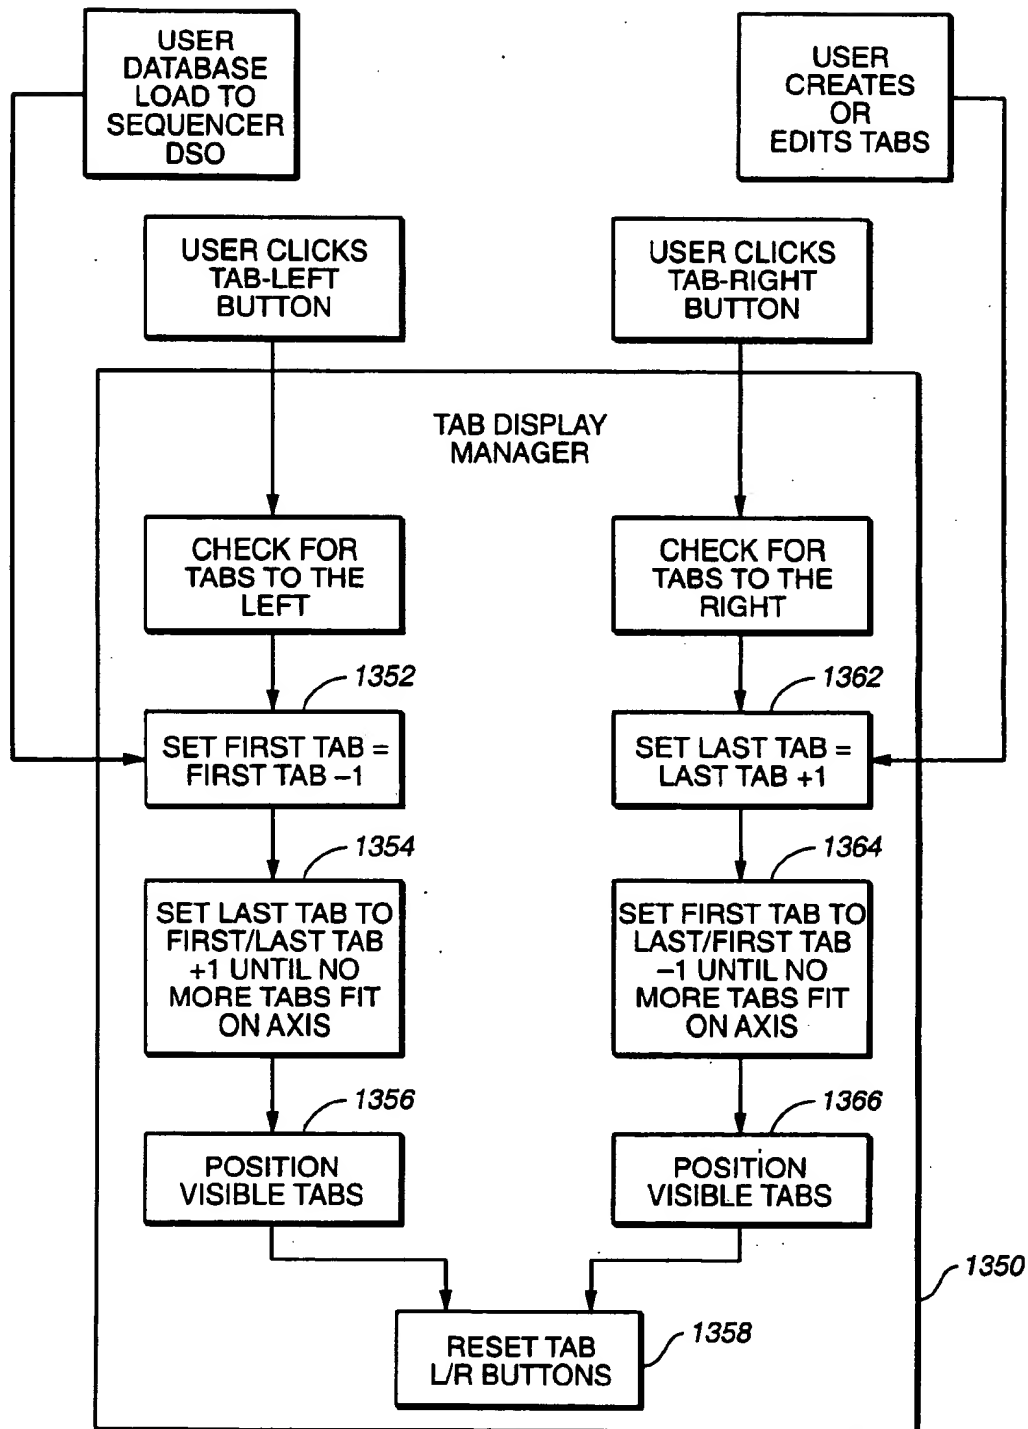 USER
DATABASE
LOAD TO
SEQUENCER
DSO
USER
CREATES
OR
EDITS TABS
USER CLICKS
TAB-LEFT
BUTTON
USER CLICKS
TAB-RIGHT
BUTTON
TAB DISPLAY
MANAGER
CHECK FOR
TABS TO THE
LEFT
CHECK FOR
TABS TO THE
RIGHT
1352
SET FIRST TAB =
FIRST TAB –1
1362
SET LAST TAB =
LAST TAB +1
1354
SET LAST TAB TO
FIRST/LAST TAB
+1 UNTIL NO
MORE TABS FIT
ON AXIS
1364
SET FIRST TAB TO
LAST/FIRST TAB
–1 UNTIL NO
MORE TABS FIT
ON AXIS
1356
POSITION
VISIBLE TABS
1366
POSITION
VISIBLE TABS
1350
1358
RESET TAB
L/R BUTTONS